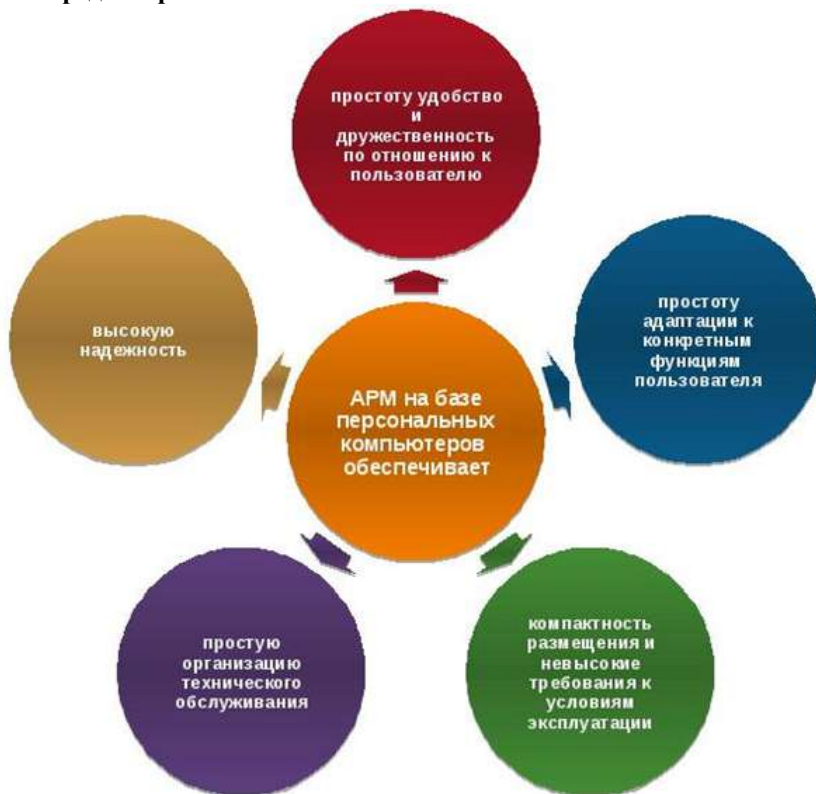 простоту удобство
и
дружественность
по отношению к
пользователю
высокую
надежность
простоту
адаптации к
конкретным
функциям
пользователя
АРМ на базе
персональных
компьютеров
обеспечивает
простую
организацию
технического
обслуживания
компактность
размещения и
невысокие
требования к
условиям
эксплуатации